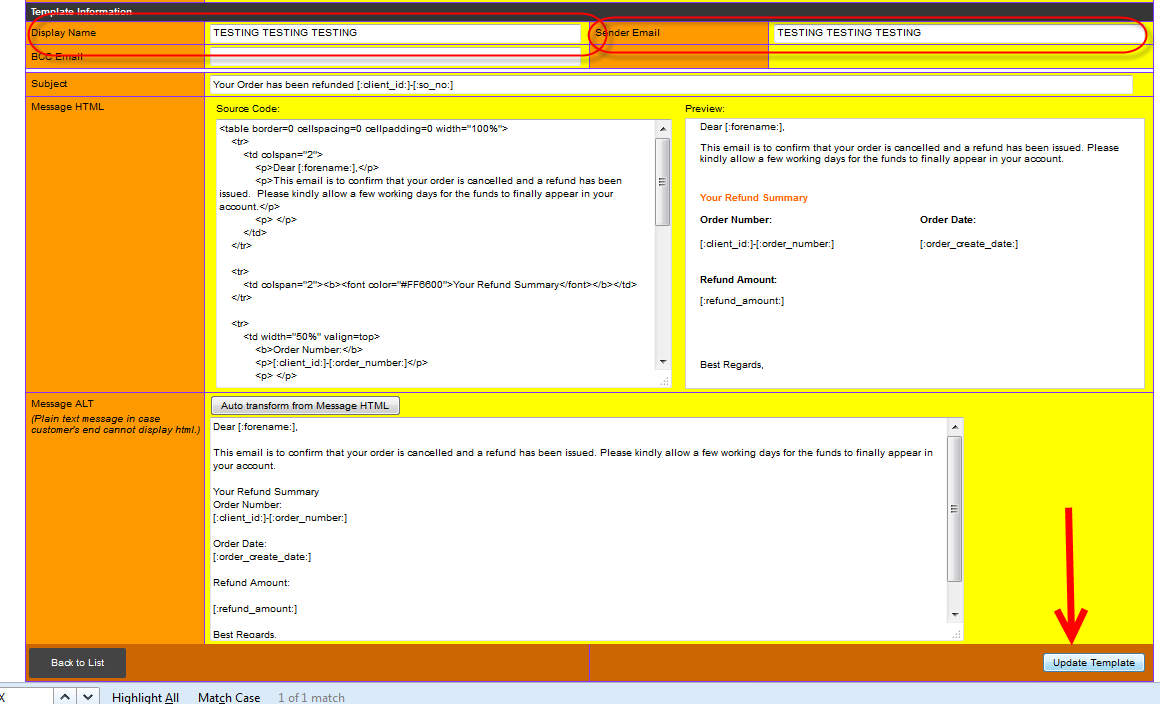 Template Information
Display Name
TESTING TESTING TESTING
Sender Email
TESTING TESTING TESTING
BCC Email
Subject
Your Order has been refunded [:client_id:]-[:so_no:]
Message HTML
Source Code:
<table border=0 cellspacing=0 cellpadding=0 width="100%">
<tr>
<td colspan="2">
<p>Dear [:forename:],</p>
<p>This email is to confirm that your order is cancelled and a refund has been
issued.  Please kindly allow a few working days for the funds to finally appear in your
account.</p>
<p> </p>
</td>
</tr>
<tr>
<td colspan="2"><b><font color="#FF6600">Your Refund Summary</font></b></td>
</tr>
<tr>
<td width="50%" valign=top>
<b>Order Number:</b>
<p>[:client_id:]-[:order_number:]</p>
<p> </p>
Preview:
Dear [:forename:],
This email is to confirm that your order is cancelled and a refund has been issued. Please
kindly allow a few working days for the funds to finally appear in your account.
Your Refund Summary
Order Number:
Order Date:
[:client_id:]-[:order_number:]
[:order_create_date:]
Refund Amount:
[:refund_amount:]
Best Regards,
Message ALT
(Plain text message in case
customer's end cannot display html.)
Auto transform from Message HTML
Dear [:forename:],
This email is to confirm that your order is cancelled and a refund has been issued. Please kindly allow a few working days for the funds to finally appear in
your account.
Your Refund Summary
Order Number:
[:client_id:]-[:order_number:]
Order Date:
[:order_create_date:]
Refund Amount:
[:refund_amount:]
Best Regards,
Back to List
Update Template
X
Highlight All
Match Case
1 of 1 match